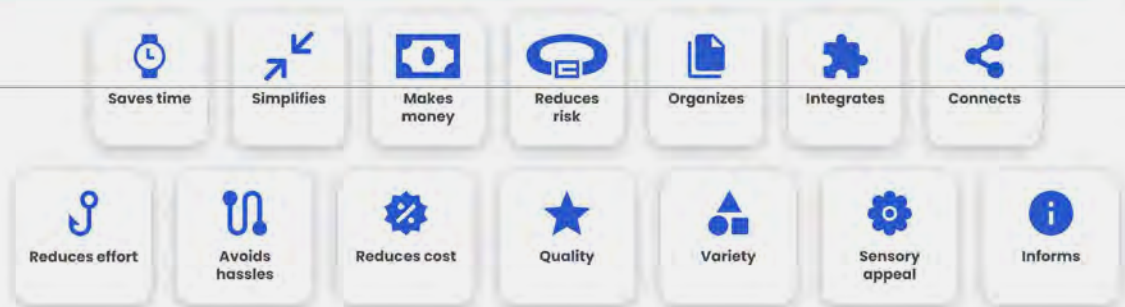 Saves time
Simplifies
Makes
money
Reduces
risk
Organizes
Integrates
Connects
Reduces effort
Avoids
hassles
Reduces cost
Quality
Variety
Sensory
appeal
Informs